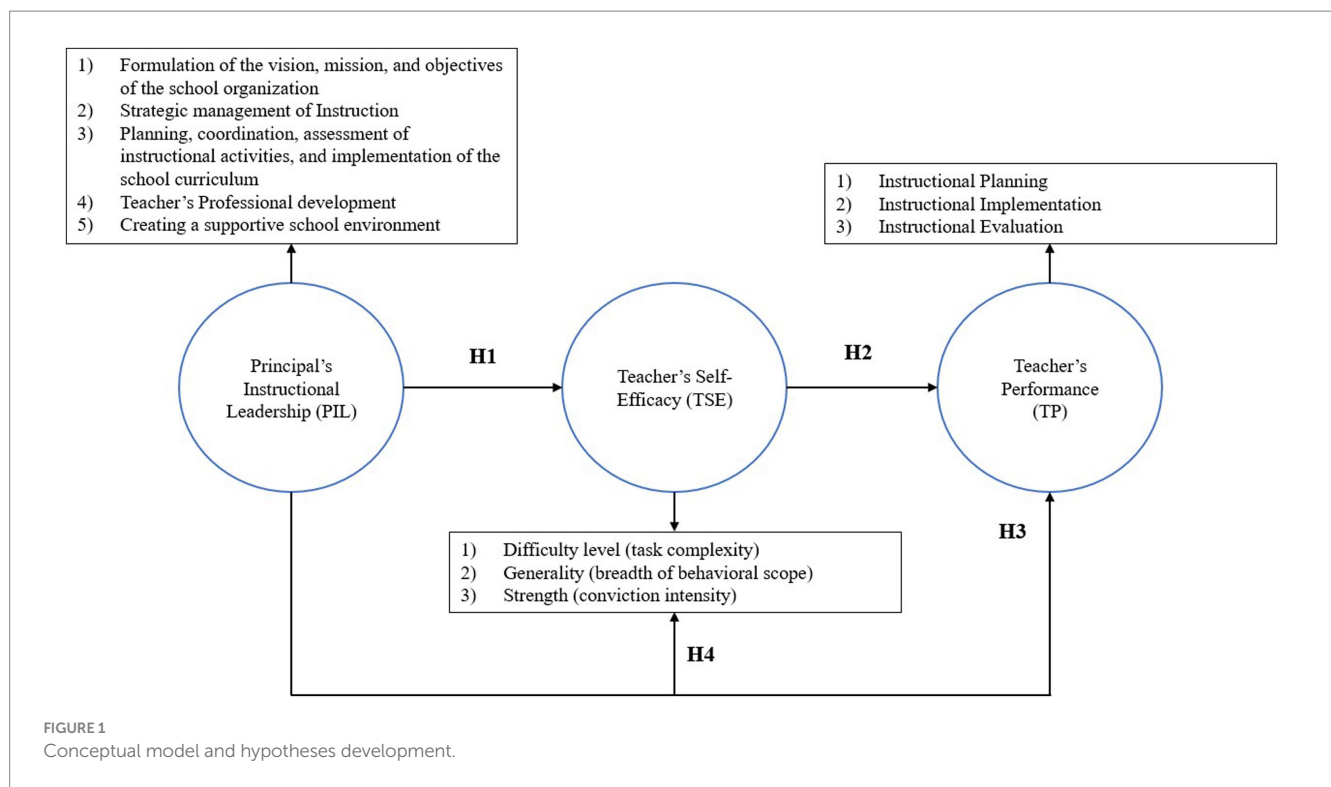 1) Formulation of the vision, mission, and objectives
of the school organization
2) Strategic management of Instruction
3) Planning, coordination, assessment of
instructional activities, and implementation of the
school curriculum
4) Teacher’s Professional development
5) Creating a supportive school environment
1) Instructional Planning
2) Instructional Implementation
3) Instructional Evaluation
Principal’s
Instructional
Leadership (PIL)
H1
Teacher’s Self-
Efficacy (TSE)
H2
Teacher’s
Performance
(TP)
1) Difficulty level (task complexity)
2) Generality (breadth of behavioral scope)
3) Strength (conviction intensity)
H3
H4
FIGURE 1
Conceptual model and hypotheses development.